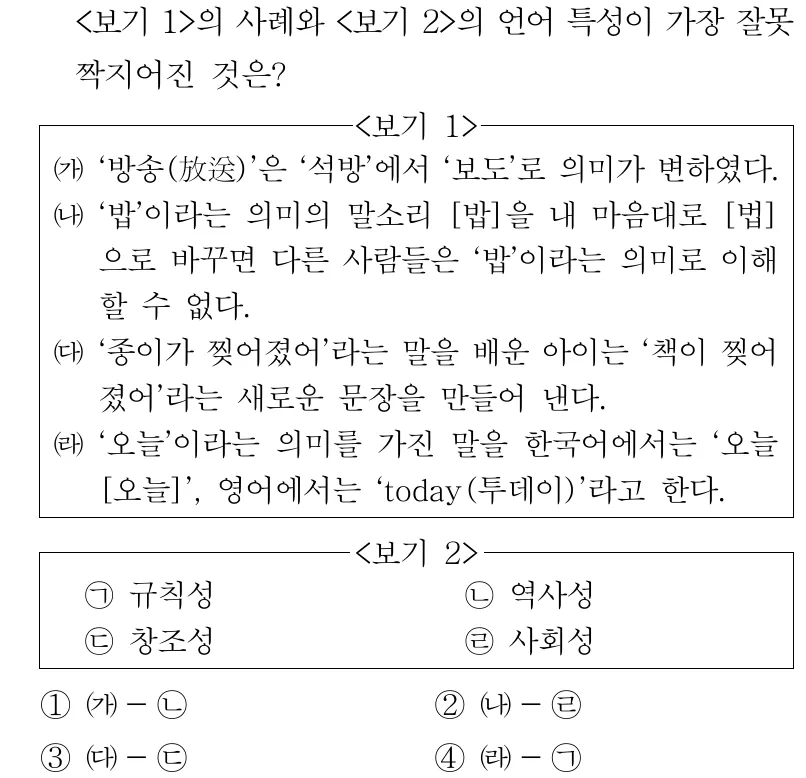 <보기 1>의 사례와 <보기 2>의 언어 특성이 가장 잘못
짝지어진 것은?
<보기 1>
㈎ ‘방송(放送)’은 ‘석방’에서 ‘보도’로 의미가 변하였다.
㈏ ‘밥’이라는 의미의 말소리 [밥]을 내 마음대로 [법]
으로 바꾸면 다른 사람들은 ‘밥’이라는 의미로 이해
할 수 없다.
㈐ ‘종이가 찢어졌어’라는 말을 배운 아이는 ‘책이 찢어
졌어’라는 새로운 문장을 만들어 낸다.
㈑ ‘오늘’이라는 의미를 가진 말을 한국어에서는 ‘오늘
[오늘]’, 영어에서는 ‘today(투데이)’라고 한다.
<보기 2>
㉠ 규칙성 ㉡ 역사성
㉢ 창조성 ㉣ 사회성
① ㈎ - ㉡ ② ㈏ - ㉣
③ ㈐ - ㉢ ④ ㈑ - ㉠